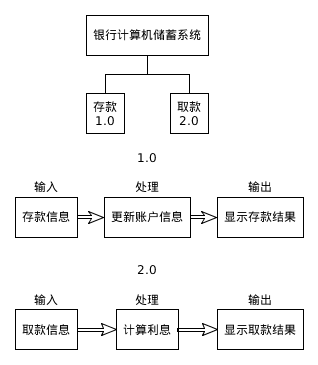 银行计算机储蓄系统
存款
1.0
取款
2.0
1.0
输入
处理
输出
存款信息
更新账户信息
显示存款结果
2.0
输入
处理
输出
取款信息
计算利息
显示取款结果